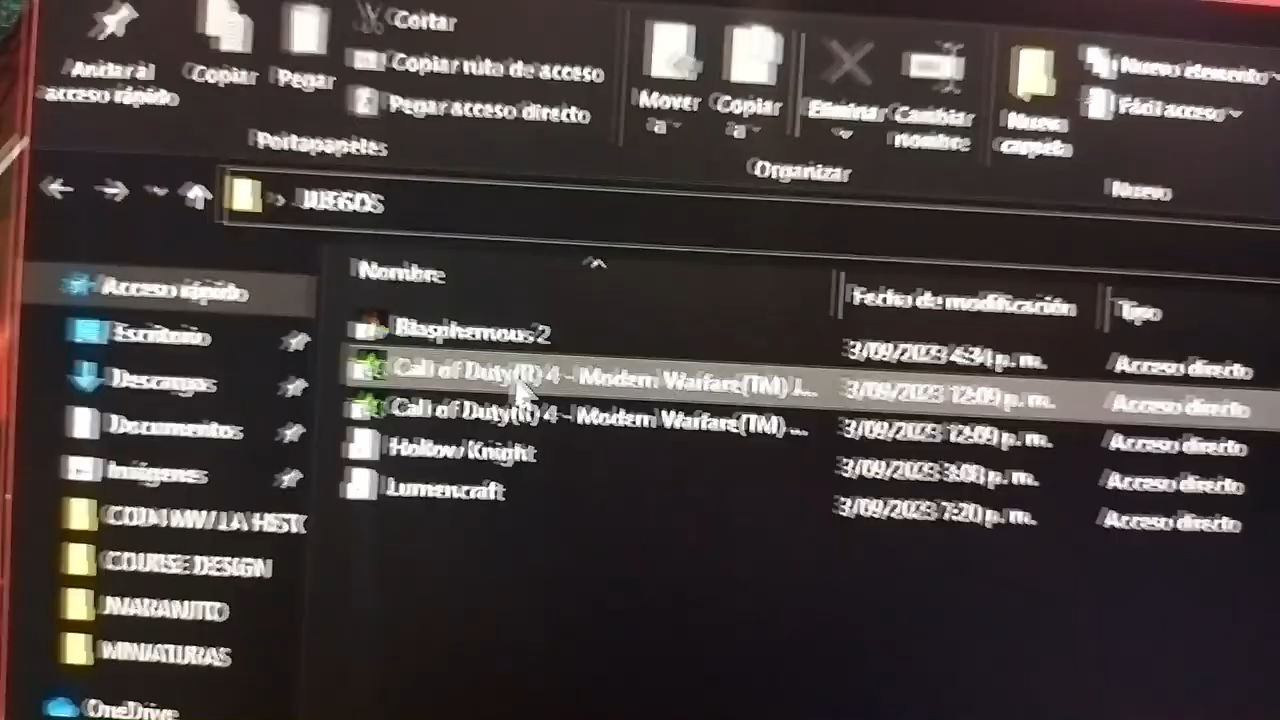 Cortar
Anclar al acceso rápido
Copiar
Pegar
Copiar ruta de acceso
Pegar acceso directo
Portapapeles
Mover a
Copiar a
Eliminar
Cambiar nombre
Organizar
Nueva carpeta
Nuevo elemento
Fácil acceso
Nuevo
JUEGOS
Acceso rápido
Escritorio
Descargas
Documentos
Imágenes
LA HISTO
COURSE DESIGN
NARANJITO
MINIATURAS
OneDrive
Nombre
Fecha de modificación
Tipo
Blasphemous 2 3/09/2023 4:34 p. m. Acceso directo
Call of Duty(R) 4 - Modern Warfare(TM) ... 3/09/2023 12:09 p. m. Acceso directo
Call of Duty(R) 4 - Modern Warfare(TM) ... 3/09/2023 12:09 p. m. Acceso directo
Hollow Knight 3/09/2023 3:08 p. m. Acceso directo
Lumencraft 3/09/2023 7:20 p. m. Acceso directo